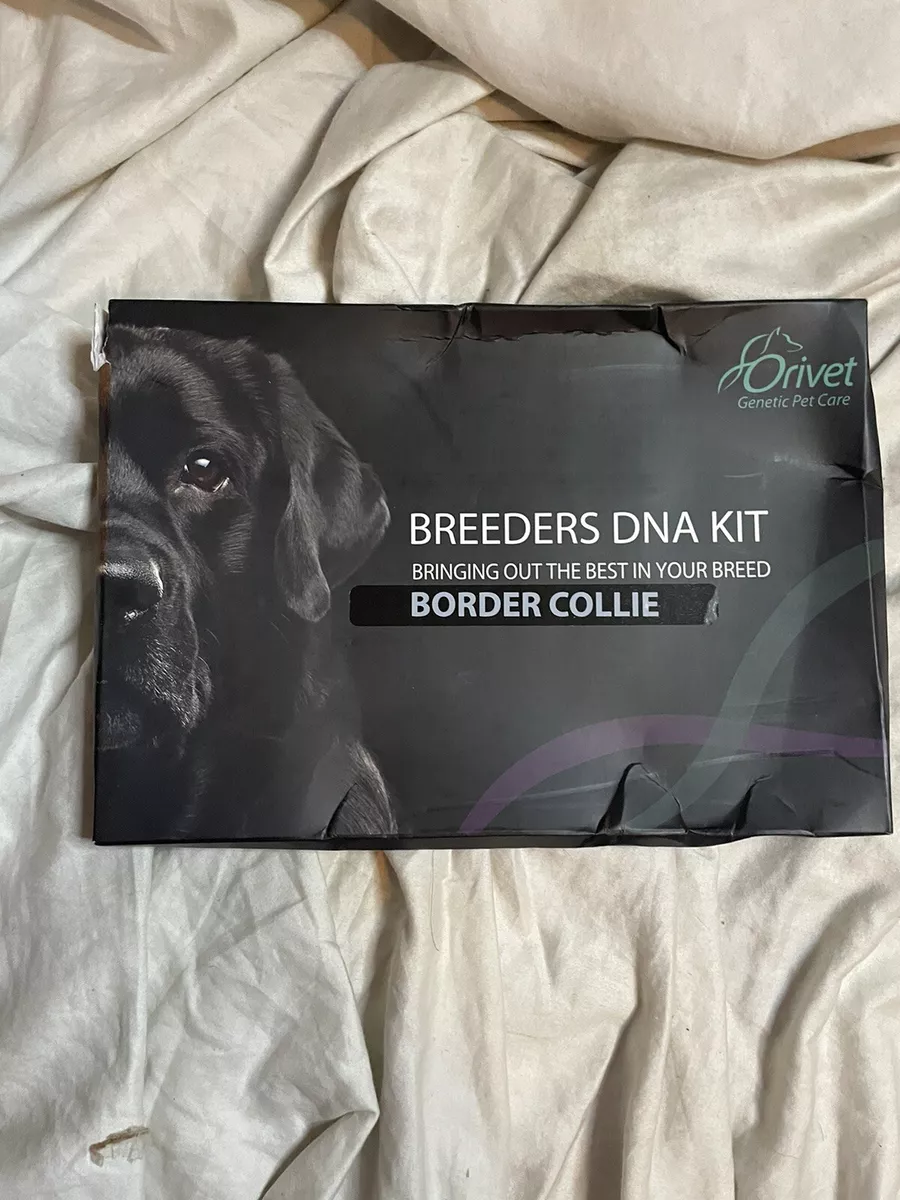 Orivet
Genetic Pet Care
BREEDERS DNA KIT
BRINGING OUT THE BEST IN YOUR BREED
BORDER COLLIE